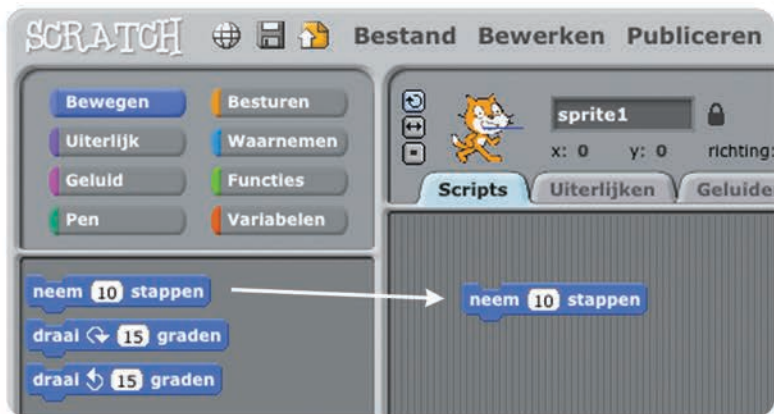 SCRATCH Bestand Bewerken Publiceren
Bewegen Besturen
Uiterlijk Waarnemen
Geluid Functies
Pen Variabelen
sprite1
x: 0 y: 0 richting:
Scripts Uiterlijken Geluide
neem 10 stappen
draai 15 graden
draai 15 graden
neem 10 stappen